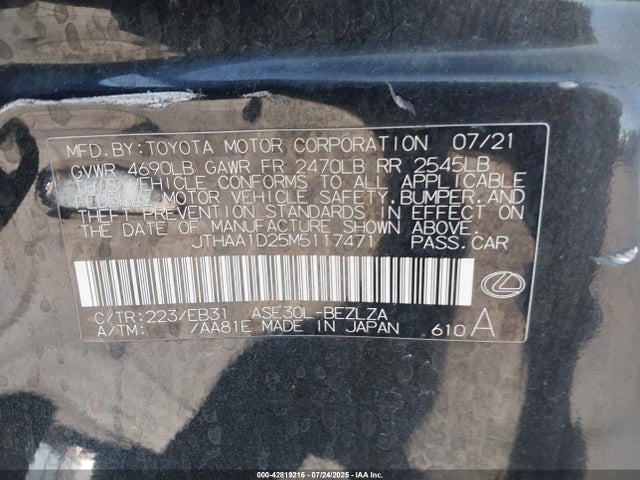 MFD.BY:TOYOTA MOTOR CORPORATION 07/21
GVWR 4690LB GAWR FR 2470LB RR 2545LB
THIS VEHICLE CONFORMS TO ALL APPLICABLE
FEDERAL MOTOR VEHICLE SAFETY,BUMPER,AND
THEFT PREVENTION STANDARDS IN EFFECT ON
THE DATE OF MANUFACTURE SHOWN ABOVE.
JTHAA1D25M5117471 PASS.CAR
C/TR:223/EB31 ASE30L-BEZLZA
A/TM: 7AA81E MADE IN JAPAN 610 A
000-42819216 - 07/24/2025 - IAA Inc.